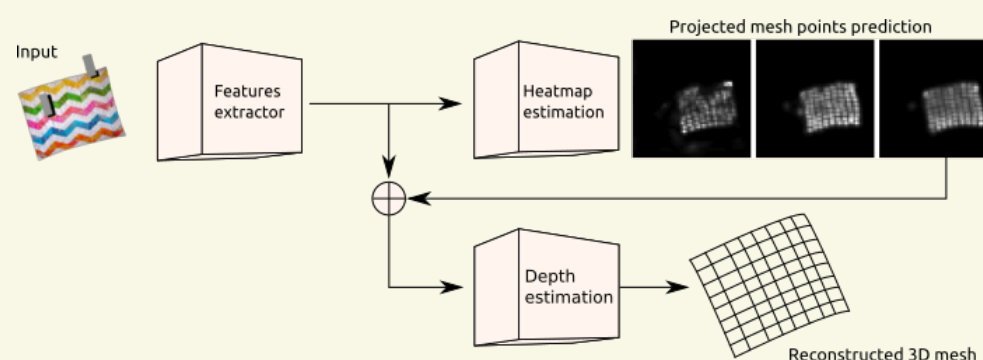 Projected mesh points prediction
Input
Features
extractor
Heatmap
estimation
Depth
estimation
Reconstructed 3D mesh